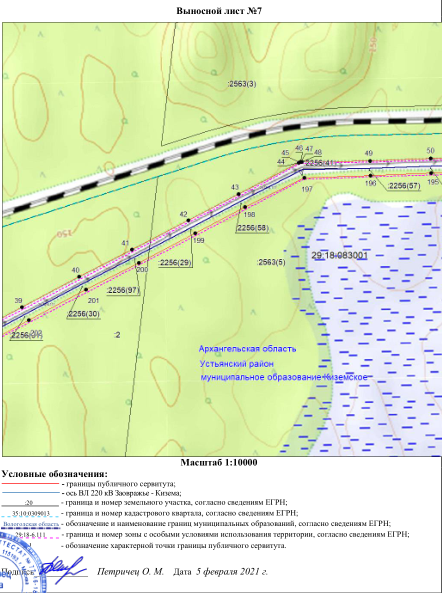 Выносной лист №7
250
:2563(3)
45 46 47 48 49 50
44 :2256(41)
43 197 196 195
:2256(57)
42 198
:2256(58)
199 29:18:083001
150
41 :2256(29)
200 :2563(5)
40 :2256(97)
201
39 :2256(30)
202 :2
Архангельская область
Устьянский район
муниципальное образование Киземское
Масштаб 1:10000
Условные обозначения:
- границы публичного сервитута;
- ось ВЛ 220 кВ Заовражье - Кизема;
:20 - граница и номер земельного участка, согласно сведениям ЕГРН;
35:10:0309013 - граница и номер кадастрового квартала, согласно сведениям ЕГРН;
Вологодская область - обозначение и наименование границ муниципальных образований, согласно сведениям ЕГРН;
- граница и номер зоны с особыми условиями использования территории, согласно сведениям ЕГРН;
- обозначение характерной точки границы публичного сервитута.
Петричец О. М. Дата 5 февраля 2021 г.